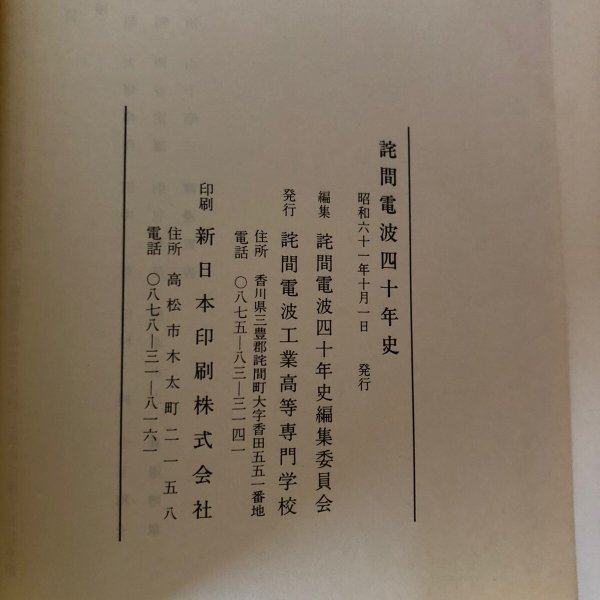 詫間電波四十年史
昭和六十一年十月一日 発行
編集 詫間電波四十年史編集委員会
発行 詫間電波工業高等専門学校
住所 香川県三豊郡詫間町大字香田五五一番地
電話 〇八七五―八三―三一四一
印刷 新日本印刷株式会社
住所 高松市木太町二一五八
電話 〇八七八―三一―八一六一